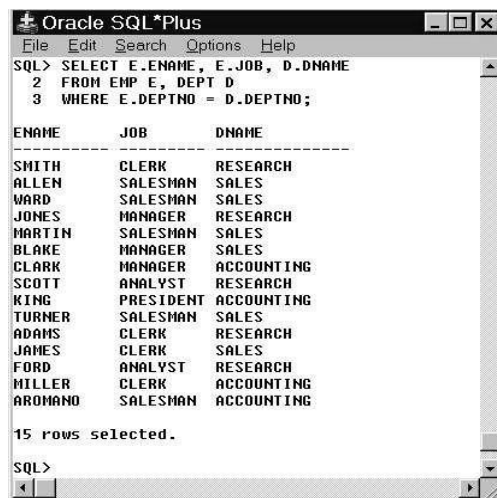 Oracle SQL*Plus
File Edit Search Options Help
SQL> SELECT E.ENAME, E.JOB, D.DNAME
  2  FROM EMP E, DEPT D
  3  WHERE E.DEPTNO = D.DEPTNO;
ENAME      JOB       DNAME
---------- --------- --------------
SMITH      CLERK     RESEARCH
ALLEN      SALESMAN  SALES
WARD       SALESMAN  SALES
JONES      MANAGER   RESEARCH
MARTIN     SALESMAN  SALES
BLAKE      MANAGER   SALES
CLARK      MANAGER   ACCOUNTING
SCOTT      ANALYST   RESEARCH
KING       PRESIDENT ACCOUNTING
TURNER     SALESMAN  SALES
ADAMS      CLERK     RESEARCH
JAMES      CLERK     SALES
FORD       ANALYST   RESEARCH
MILLER     CLERK     ACCOUNTING
AROMANO    SALESMAN  ACCOUNTING
15 rows selected.
SQL>